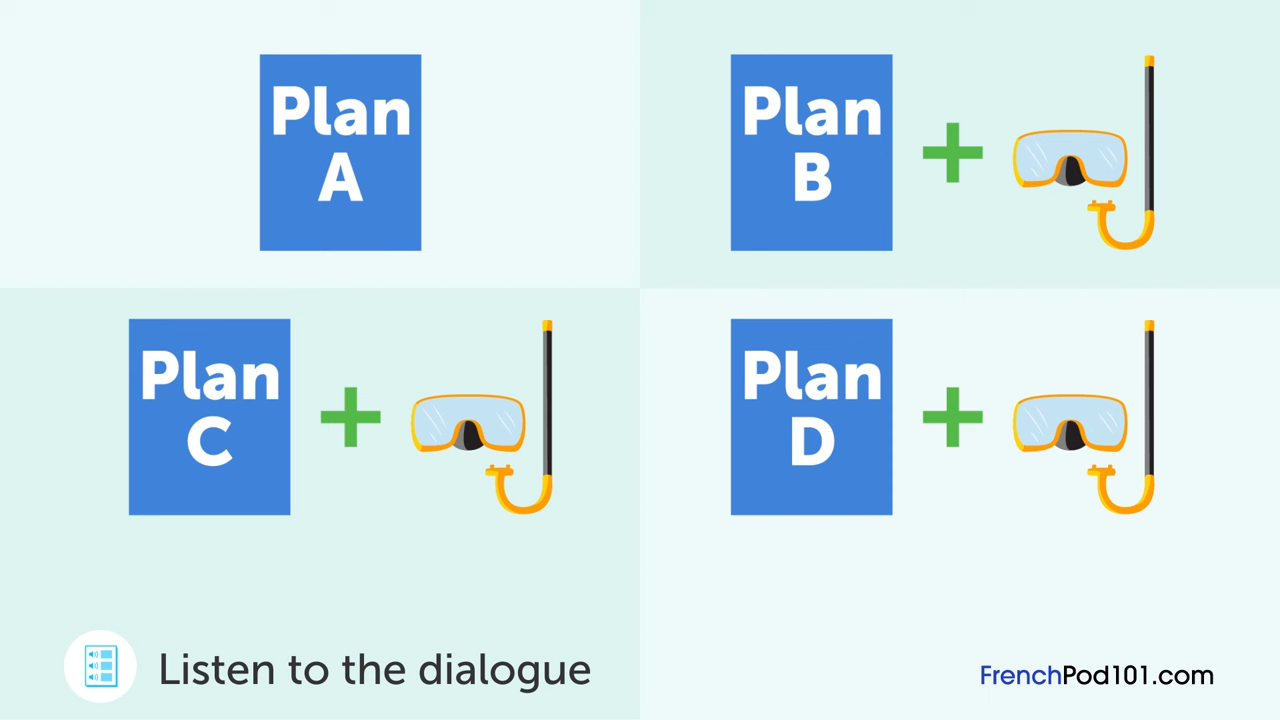 Plan
A
Plan
B
Plan
C
Plan
D
Listen to the dialogue
FrenchPod101.com